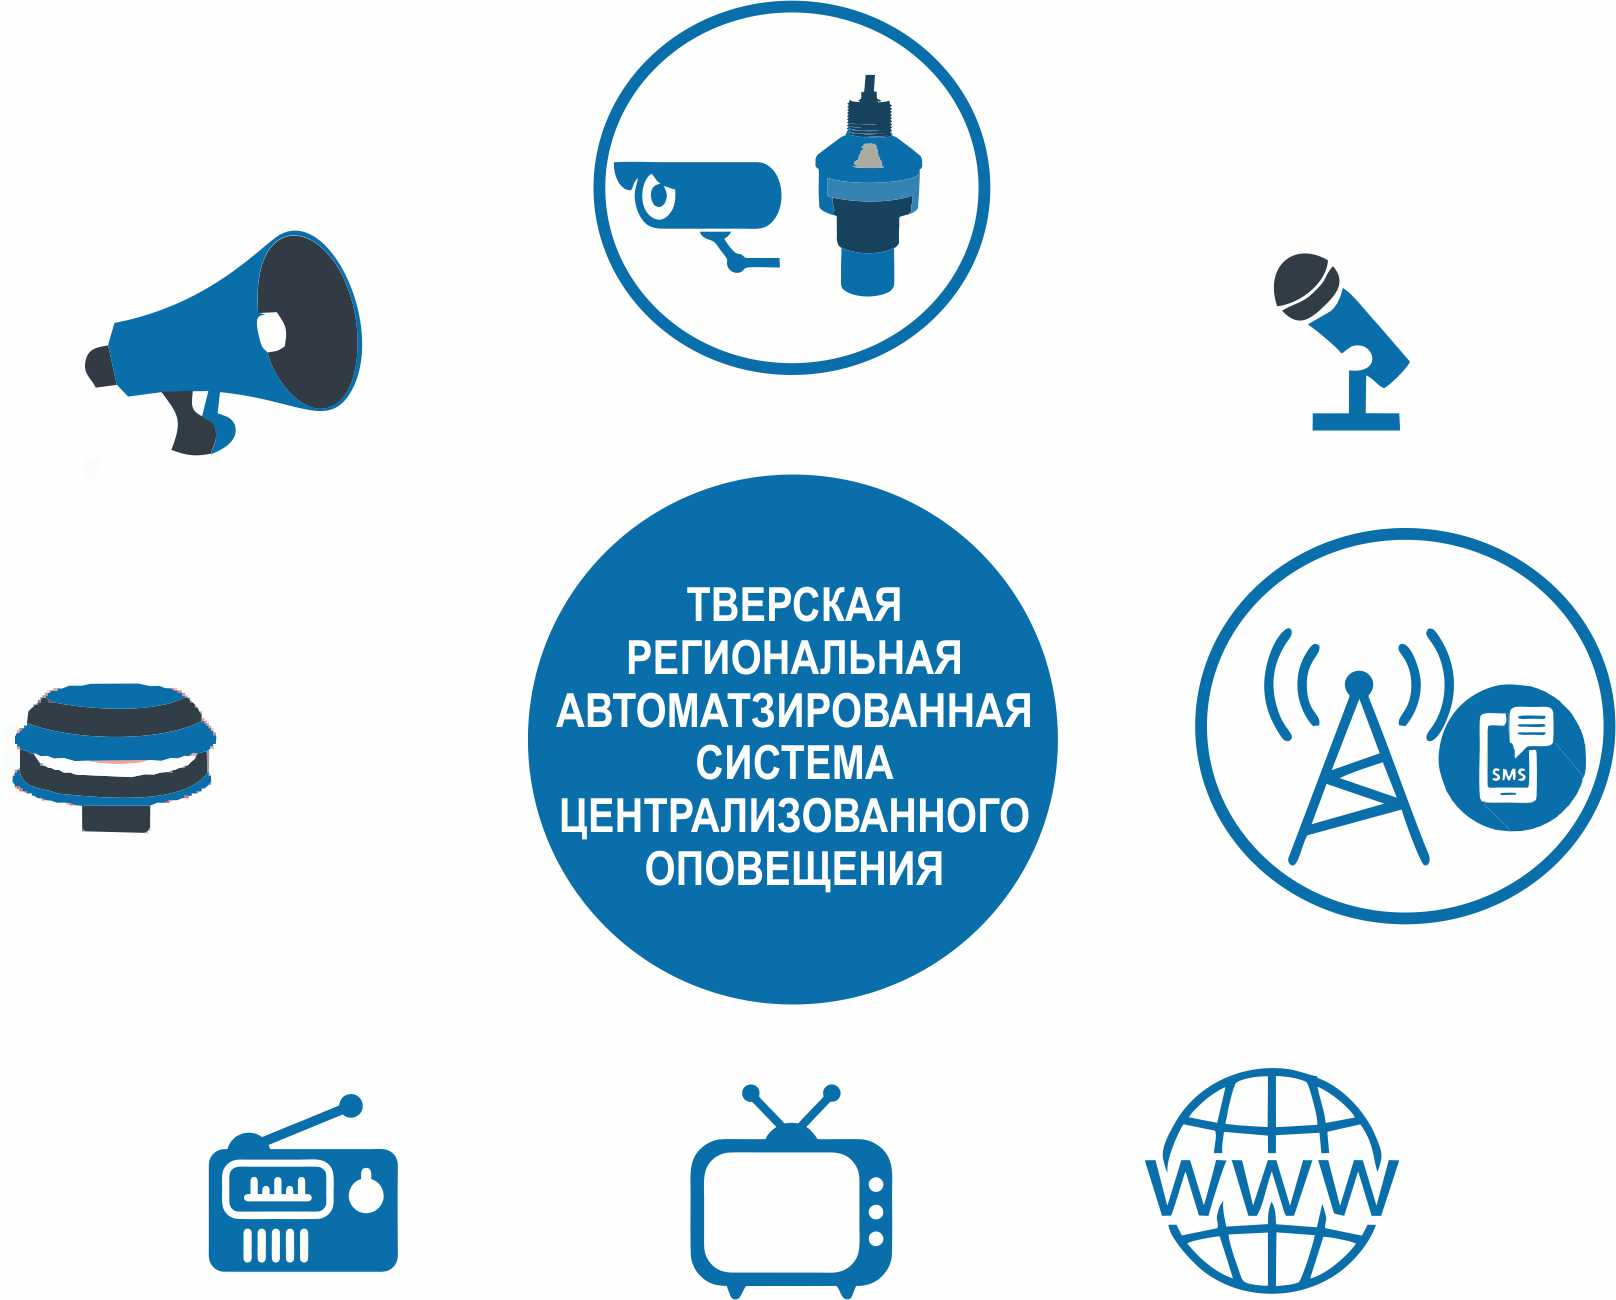 ТВЕРСКАЯ
РЕГИОНАЛЬНАЯ
АВТОМАТЗИРОВАННАЯ
СИСТЕМА
ЦЕНТРАЛИЗОВАННОГО
ОПОВЕЩЕНИЯ
SMS
WWW